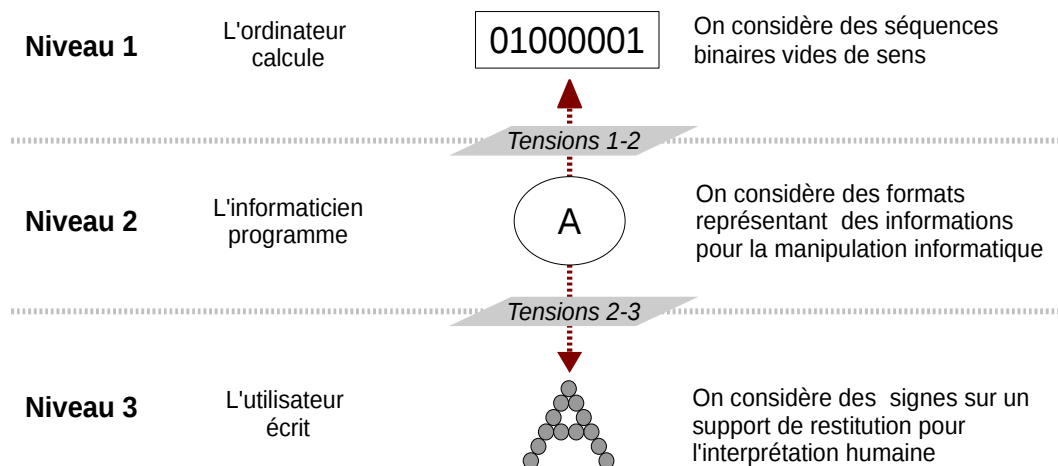 Niveau 1
L'ordinateur
calcule
01000001
On considère des séquences
binaires vides de sens
Tensions 1-2
Niveau 2
L'informaticien
programme
A
On considère des formats
représentant des informations
pour la manipulation informatique
Tensions 2-3
Niveau 3
L'utilisateur
écrit
A
On considère des signes sur un
support de restitution pour
l'interprétation humaine